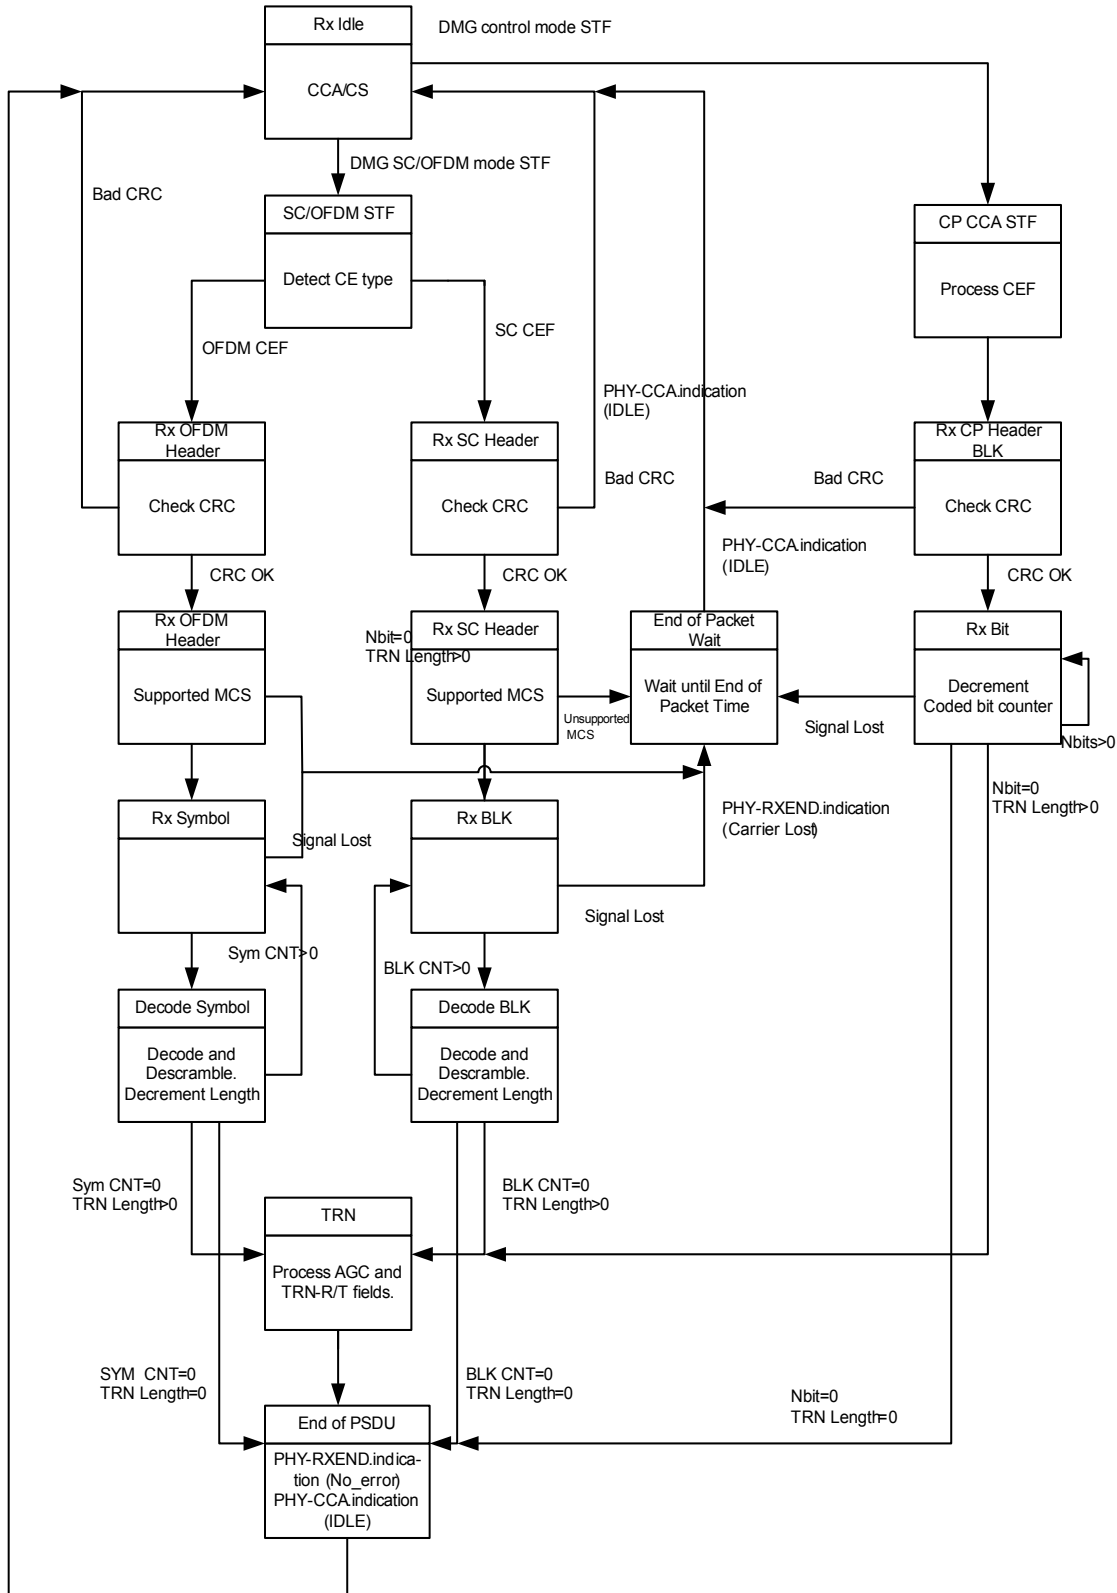 Rx Idle
DMG control mode STF
CCA/CS
DMG SC/OFDM mode STF
Bad CRC
SC/OFDM STF
CP CCA STF
Detect CE type
Process CEF
SC CEF
OFDM CEF
PHY-CCA.indication
(IDLE)
Rx OFDM
Header
Rx SC Header
Rx CP Header
BLK
Bad CRC
Bad CRC
Check CRC
Check CRC
Check CRC
PHY-CCA.indication
(IDLE)
CRC OK
CRC OK
CRC OK
Rx OFDM
Header
Rx SC Header
Nbit=0
TRN Length>0
End of Packet
Wait
Rx Bit
Supported MCS
Supported MCS
Unsupported
MCS
Wait until End of
Packet Time
Decrement
Coded bit counter
Signal Lost
Nbits>0
Nbit=0
TRN Length>0
Rx Symbol
Rx BLK
PHY-RXEND.indication
(Carrier Lost)
Signal Lost
Signal Lost
Sym CNT>0
BLK CNT>0
Decode Symbol
Decode BLK
Decode and
Descramble.
Decrement Length
Decode and
Descramble.
Decrement Length
Sym CNT=0
TRN Length>0
BLK CNT=0
TRN Length>0
TRN
Process AGC and
TRN-R/T fields.
SYM CNT=0
TRN Length=0
BLK CNT=0
TRN Length=0
Nbit=0
TRN Length=0
End of PSDU
PHY-RXEND.indica-
tion (No_error)
PHY-CCA.indication
(IDLE)